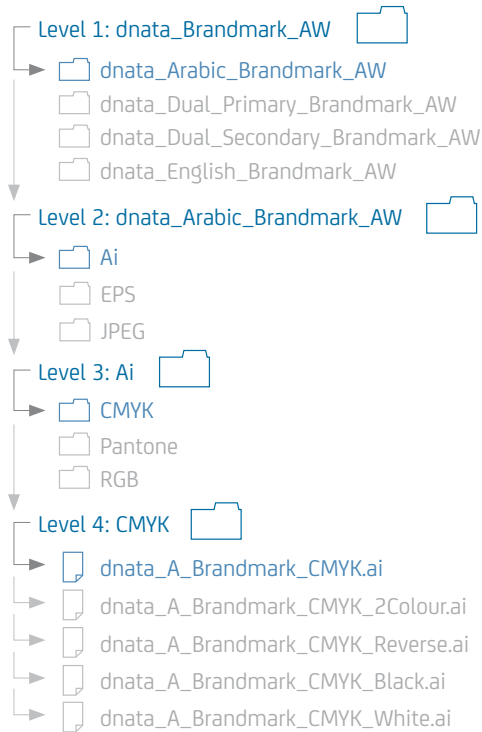 Level 1: dnata_Brandmark_AW
dnata_Arabic_Brandmark_AW
dnata_Dual_Primary_Brandmark_AW
dnata_Dual_Secondary_Brandmark_AW
dnata_English_Brandmark_AW
Level 2: dnata_Arabic_Brandmark_AW
Ai
EPS
JPEG
Level 3: Ai
CMYK
Pantone
RGB
Level 4: CMYK
dnata_A_Brandmark_CMYK.ai
dnata_A_Brandmark_CMYK_2Colour.ai
dnata_A_Brandmark_CMYK_Reverse.ai
dnata_A_Brandmark_CMYK_Black.ai
dnata_A_Brandmark_CMYK_White.ai